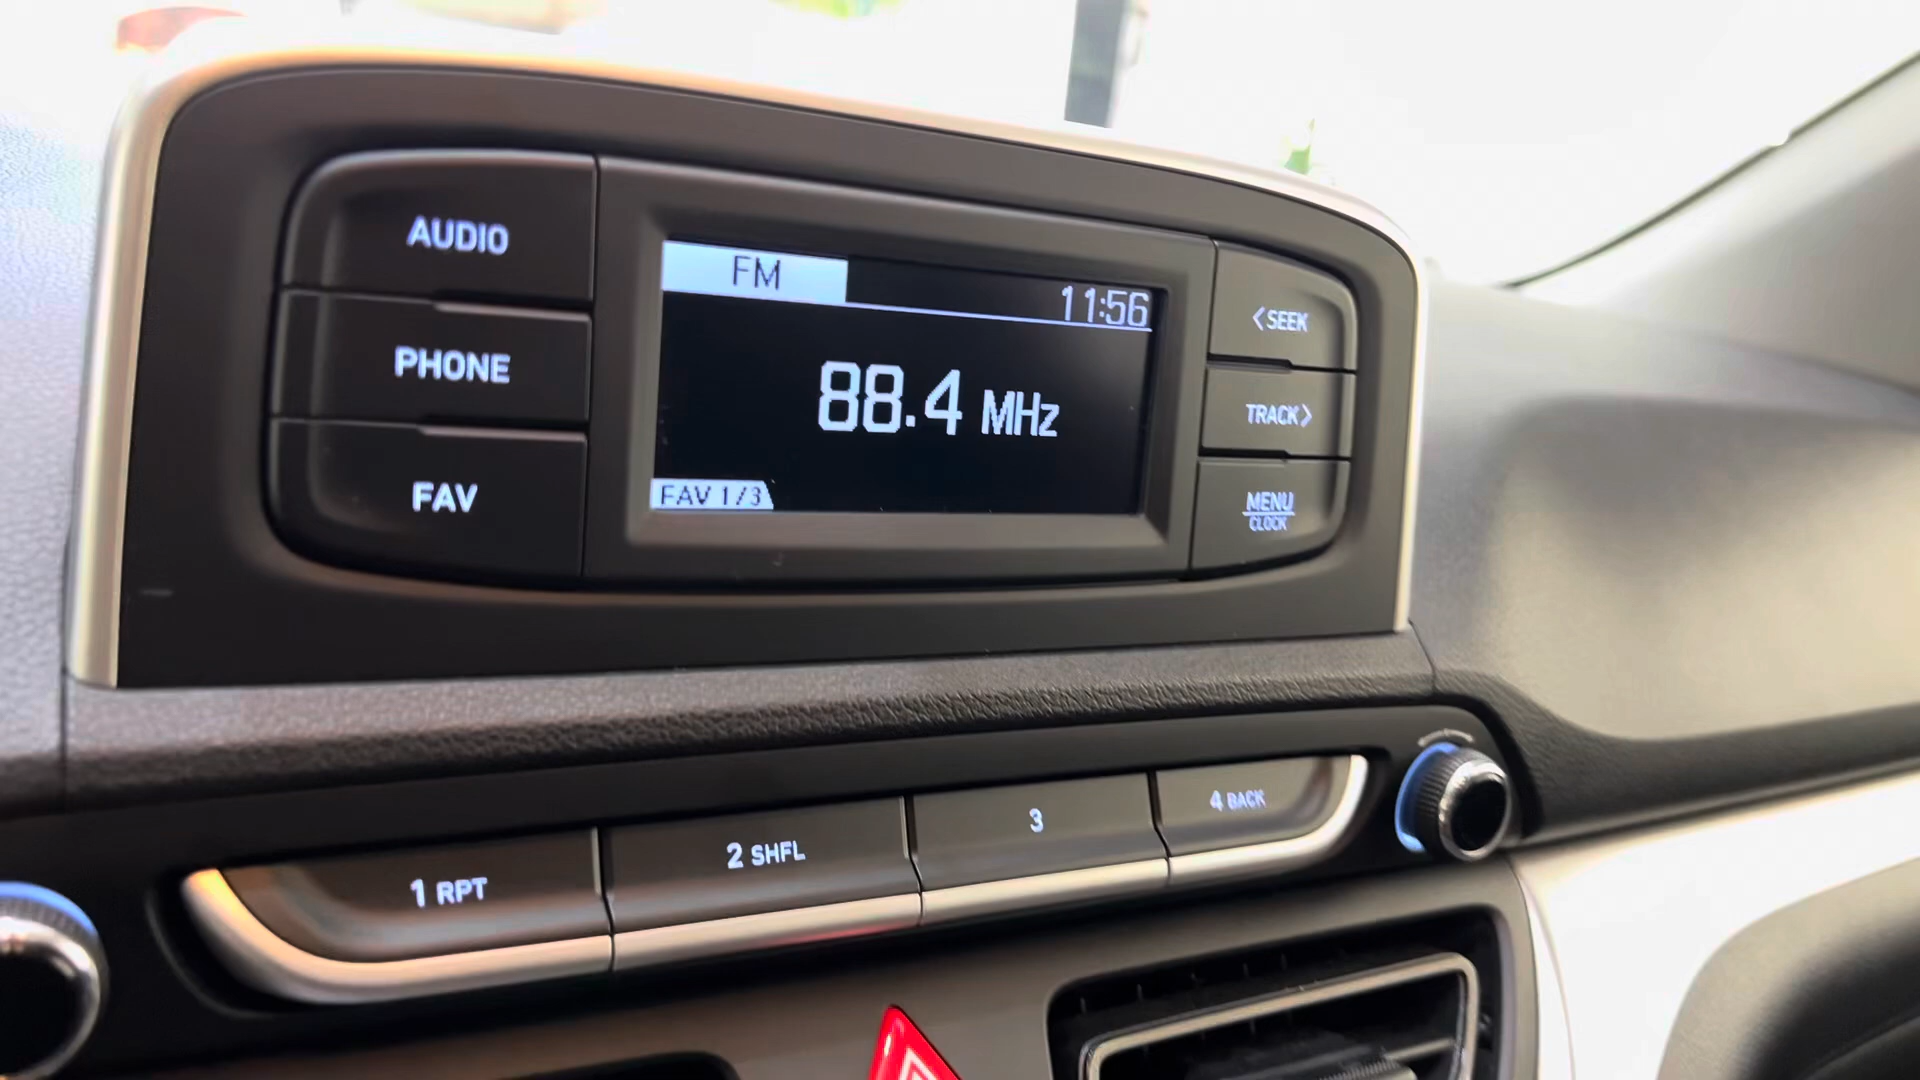 AUDIO
PHONE
FAV
FM
11:56
88.4 MHz
FAV 1/3
<SEEK
TRACK>
MENU
CLOCK
1 RPT
2 SHFL
3
4 BACK